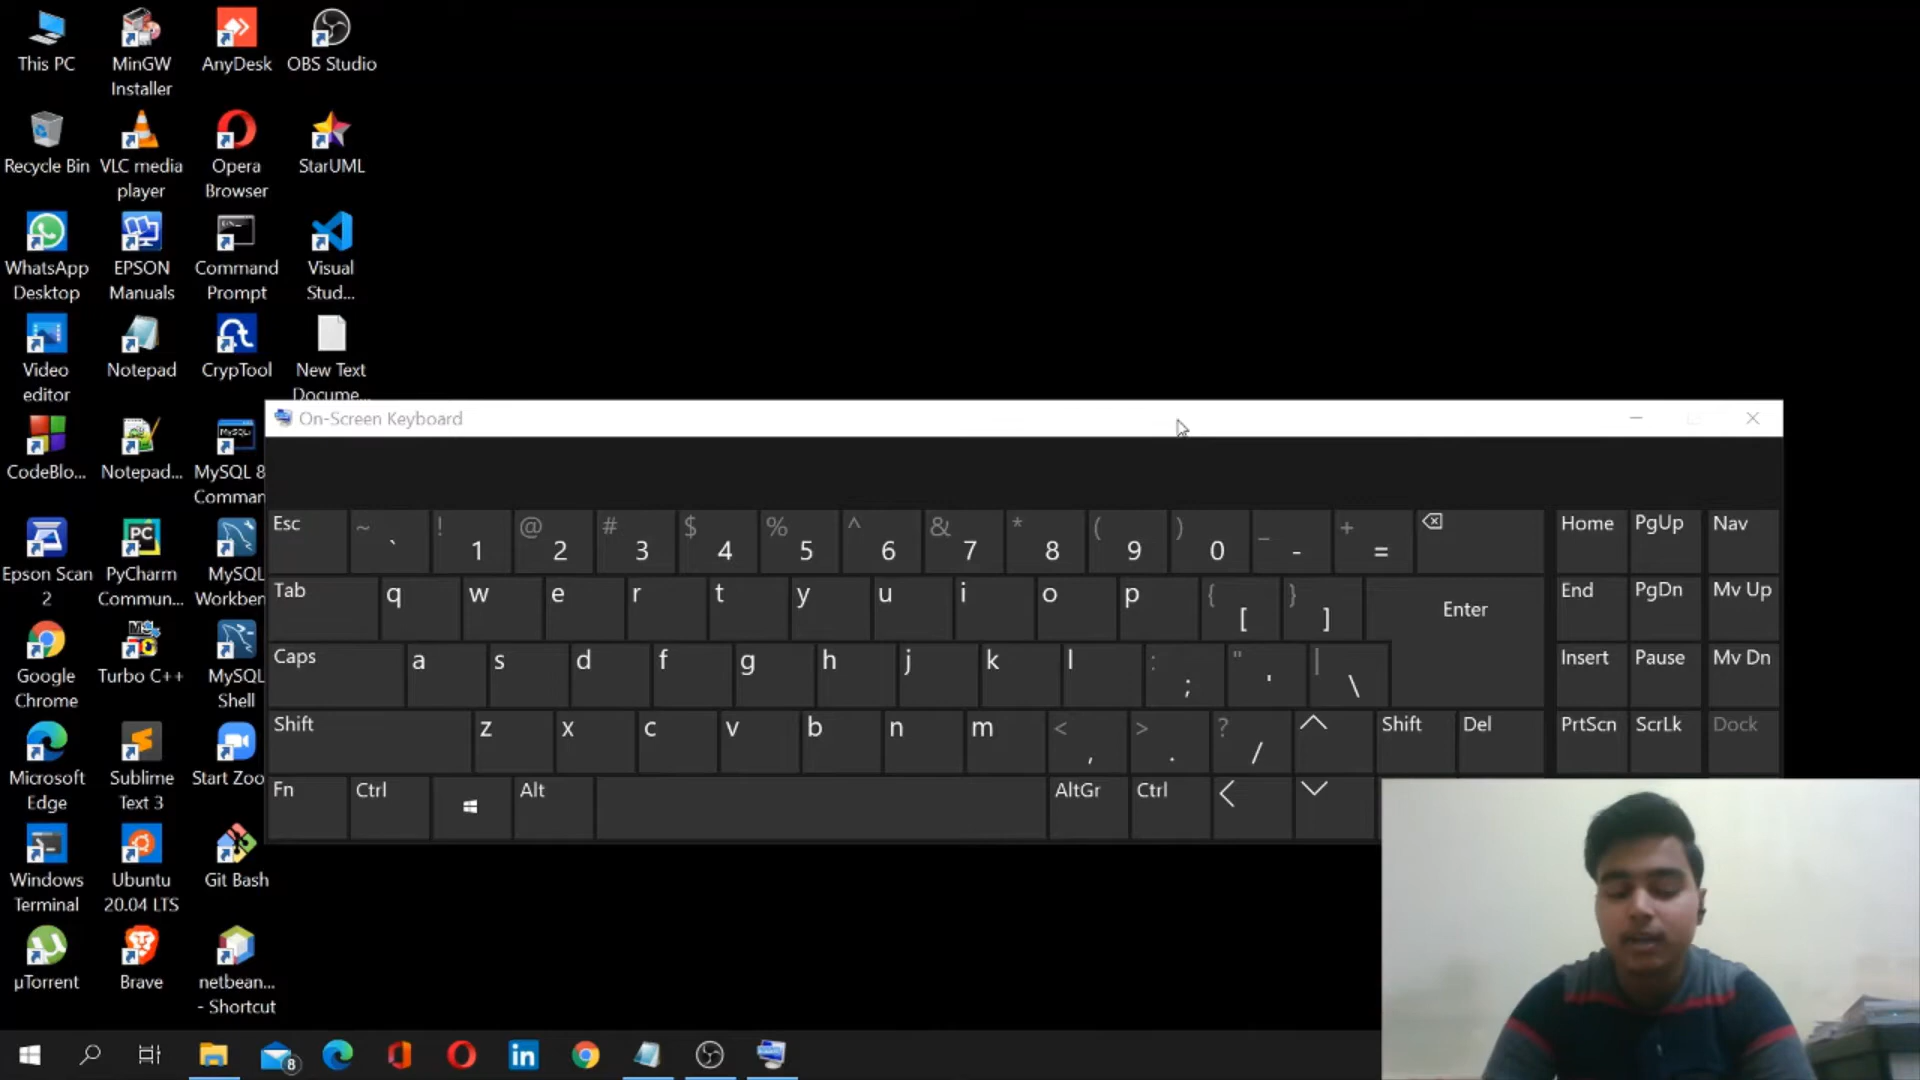 This PC
MinGW
Installer
AnyDesk
OBS Studio
Recycle Bin
VLC media
player
Opera
Browser
StarUML
WhatsApp
Desktop
EPSON
Manuals
Command
Prompt
Visual
Stud...
Video
editor
Notepad
CrypTool
New Text
Docume...
CodeBlo...
Notepad...
MySQL 8
Comman
Epson Scan
2
PyCharm
Commun...
MySQL
Workben
Google
Chrome
Turbo C++
MySQL
Shell
Microsoft
Edge
Sublime
Text 3
Start Zoo
Windows
Terminal
Ubuntu
20.04 LTS
Git Bash
µTorrent
Brave
netbean...
- Shortcut
On-Screen Keyboard
Esc ~ ` ! 1 @ 2 # 3 $ 4 % 5 ^ 6 & 7 * 8 ( 9 ) 0 _ - + = Home PgUp Nav
Tab q w e r t y u i o p { [ } ] Enter End PgDn Mv Up
Caps a s d f g h j k l : ; " ' | \ Insert Pause Mv Dn
Shift z x c v b n m < , > . ? / Shift Del PrtScn ScrLk Dock
Fn Ctrl Alt AltGr Ctrl
8